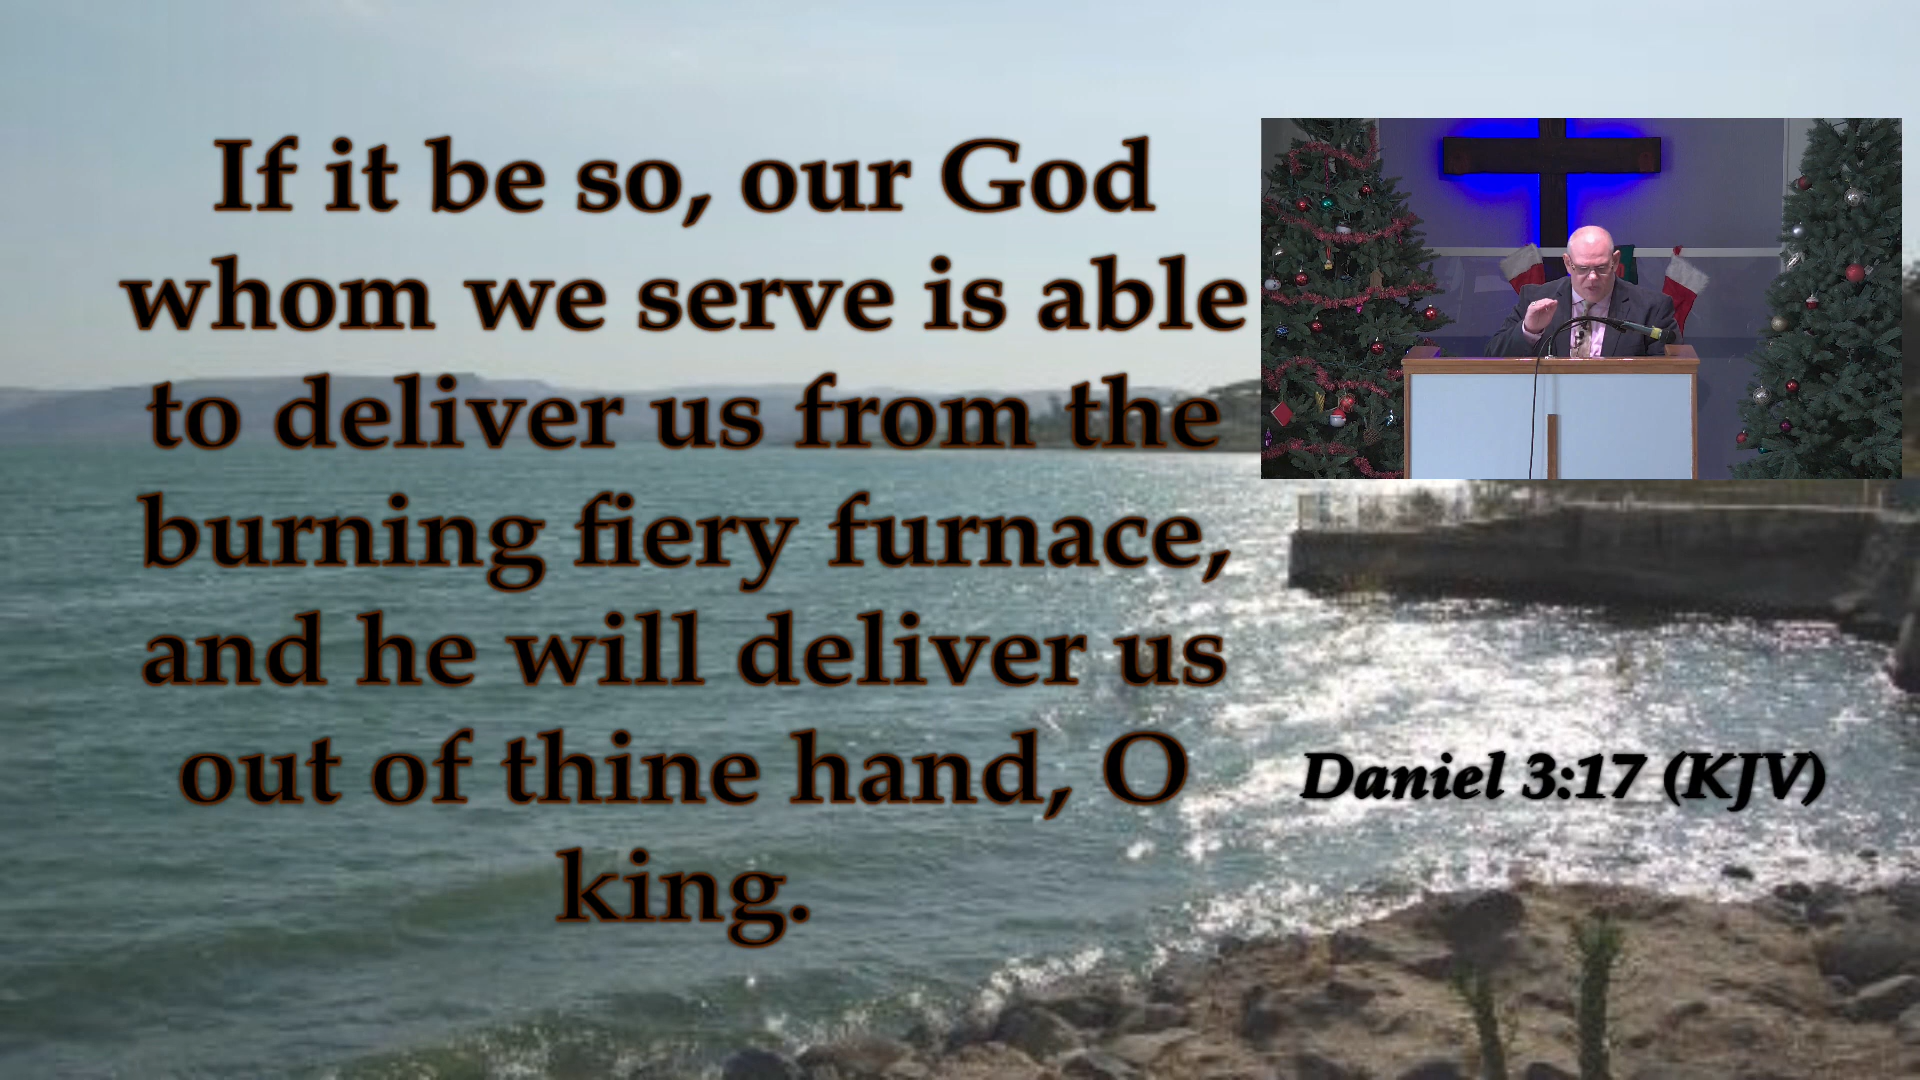 If it be so, our God
whom we serve is able
to deliver us from the
burning fiery furnace,
and he will deliver us
out of thine hand, O
king.
Daniel 3:17 (KJV)